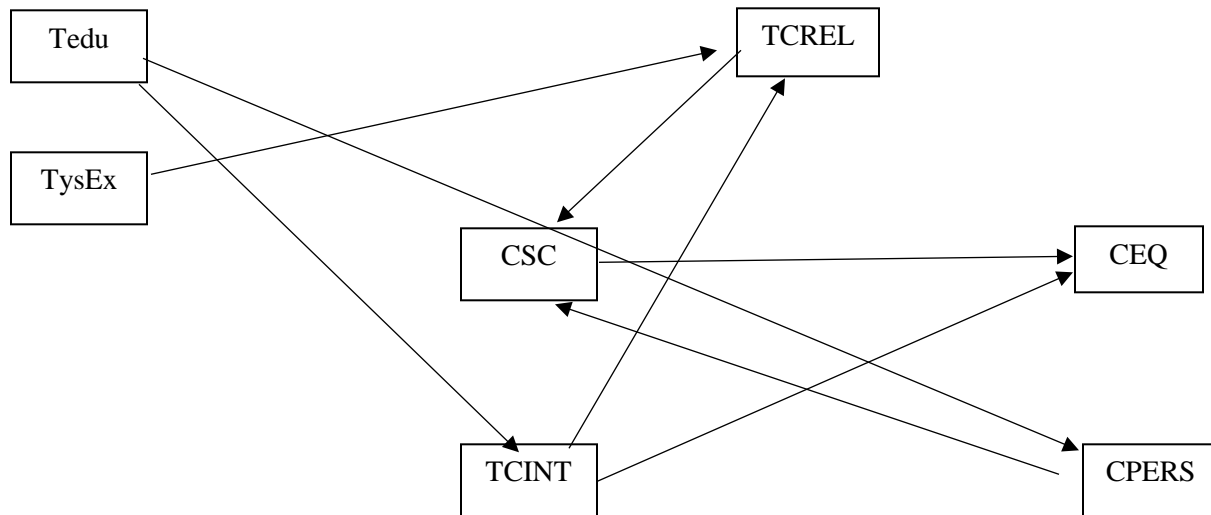 Tedu
TCREL
TysEx
CSC
CEQ
TCINT
CPERS